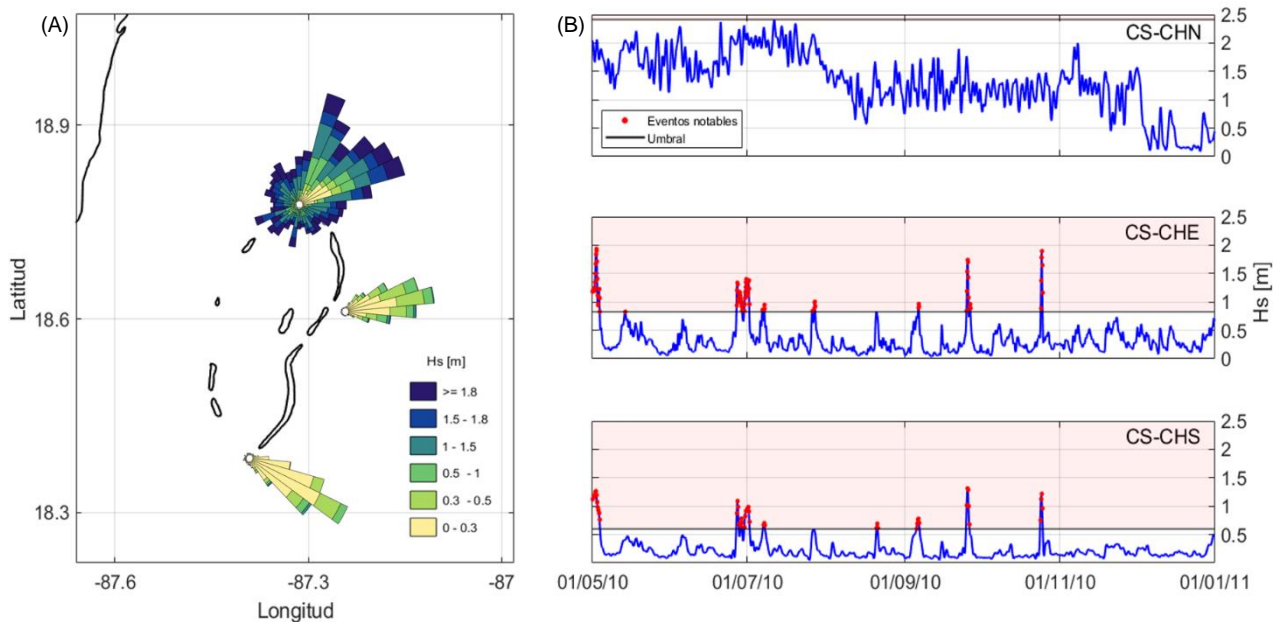 (A)
18.9
18.6
18.3
Latitud
-87.6
-87.3
-87
Longitud
Hs [m]
>= 1.8
1.5 - 1.8
1 - 1.5
0.5 - 1
0.3 - 0.5
0 - 0.3
(B)
CS-CHN
Eventos notables
Umbral
2.5
2
1.5
1
0.5
0
CS-CHE
2.5
2
1.5
1
0.5
0
Hs [m]
CS-CHS
2.5
2
1.5
1
0.5
01/05/10
01/07/10
01/09/10
01/11/10
01/01/11